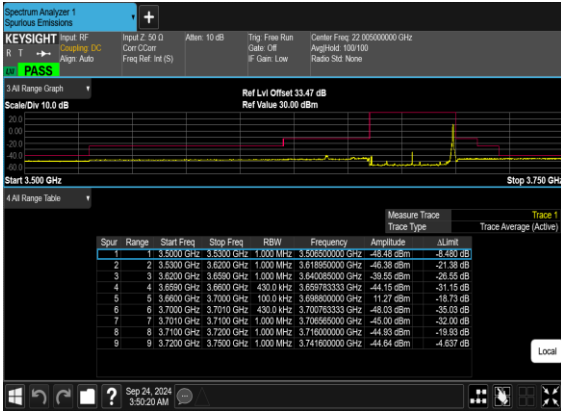 Spectrum Analyzer 1
Spurious Emissions
+
KEYSIGHT Input: RF Input Z: 50 Ω Atten: 10 dB Trig: Free Run Center Freq: 22.005000000 GHz
R T Coupling: DC Corr CCorr Gate: Off Avg|Hold: 100/100
Align: Auto Freq Ref: Int (S) IF Gain: Low Radio Std: None
PASS
3 All Range Graph
Ref Lvl Offset 33.47 dB
Scale/Div 10.0 dB Ref Value 30.00 dBm
20.0
0.00
-20.0
-40.0
-60.0
Start 3.500 GHz Stop 3.750 GHz
4 All Range Table
Measure Trace Trace 1
Trace Type Trace Average (Active)
Spur Range Start Freq Stop Freq RBW Frequency Amplitude ΔLimit
1 1 3.5000 GHz 3.5300 GHz 1.000 MHz 3.506500000 GHz -48.48 dBm -8.480 dB
2 2 3.5300 GHz 3.6200 GHz 1.000 MHz 3.618950000 GHz -46.38 dBm -21.38 dB
3 3 3.6200 GHz 3.6590 GHz 1.000 MHz 3.640085000 GHz -39.55 dBm -26.55 dB
4 4 3.6590 GHz 3.6600 GHz 430.0 kHz 3.659783333 GHz -44.15 dBm -31.15 dB
5 5 3.6600 GHz 3.7000 GHz 100.0 kHz 3.698800000 GHz 11.27 dBm -18.73 dB
6 6 3.7000 GHz 3.7010 GHz 430.0 kHz 3.700763333 GHz -48.03 dBm -35.03 dB
7 7 3.7010 GHz 3.7100 GHz 1.000 MHz 3.706565000 GHz -45.00 dBm -32.00 dB
8 8 3.7100 GHz 3.7200 GHz 1.000 MHz 3.716000000 GHz -44.93 dBm -19.93 dB
9 9 3.7200 GHz 3.7500 GHz 1.000 MHz 3.741600000 GHz -44.64 dBm -4.637 dB
Local
? Sep 24, 2024
3:50:20 AM